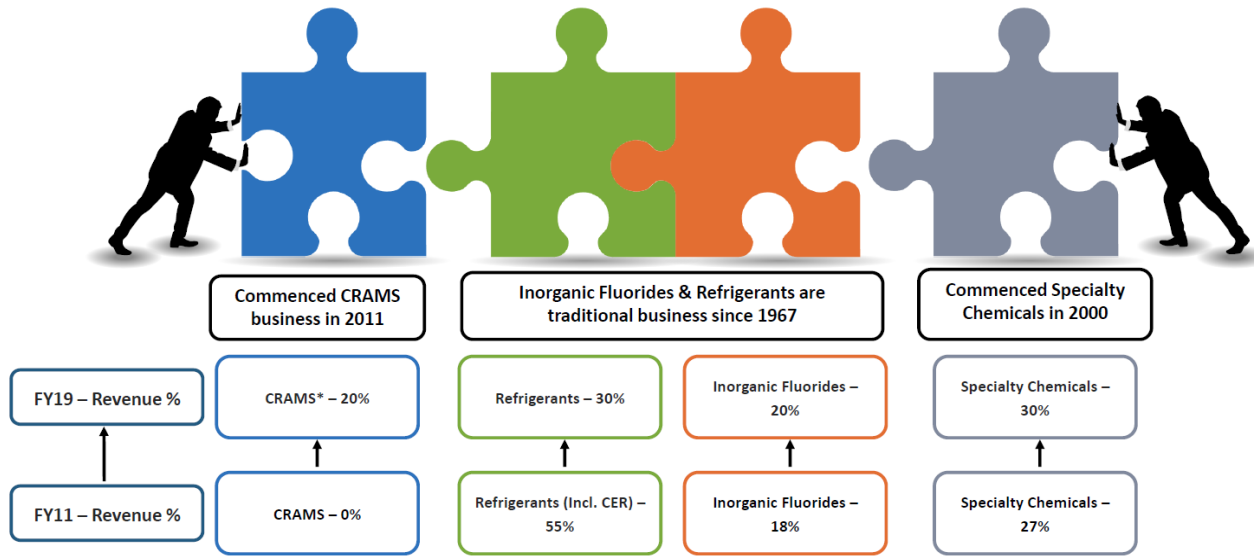 Commenced CRAMS
business in 2011
Inorganic Fluorides & Refrigerants are
traditional business since 1967
Commenced Specialty
Chemicals in 2000
FY19 – Revenue %
CRAMS* – 20%
Refrigerants – 30%
Inorganic Fluorides –
20%
Specialty Chemicals –
30%
FY11 – Revenue %
CRAMS – 0%
Refrigerants (Incl. CER) –
55%
Inorganic Fluorides –
18%
Specialty Chemicals –
27%